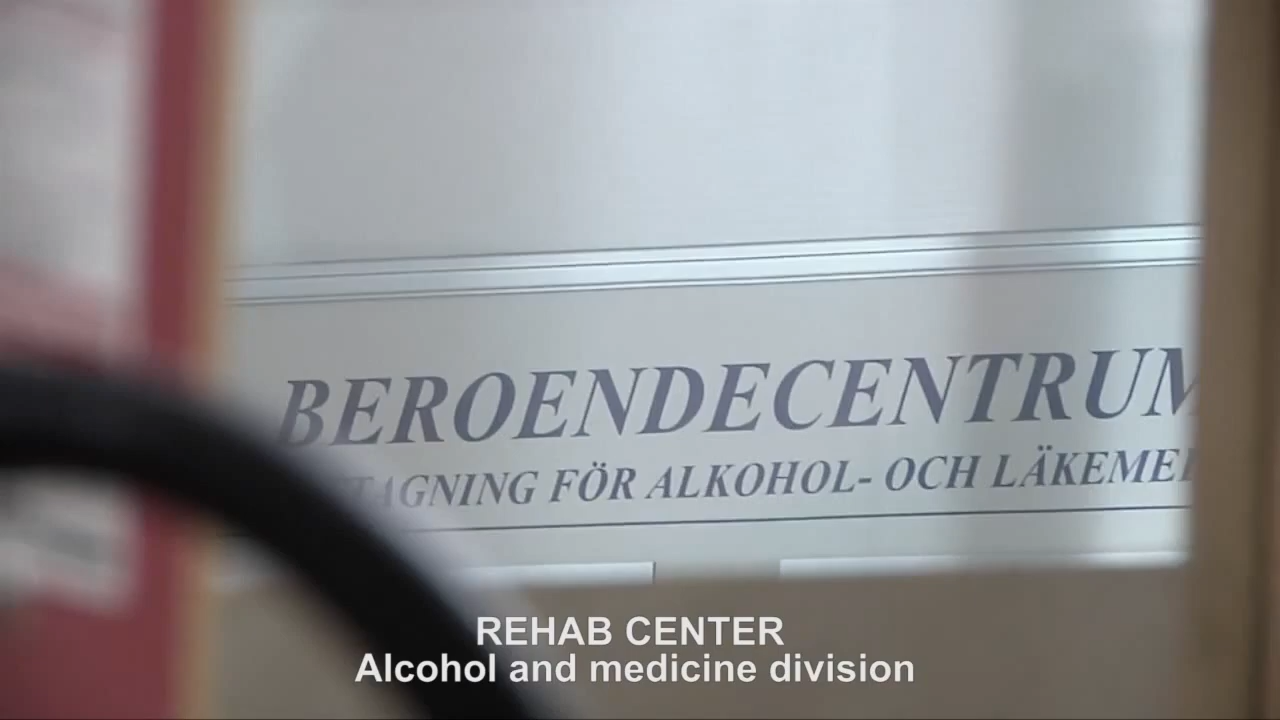 BEROENDECENTRUM
FÖR ALKOHOL- OCH
REHAB CENTER
Alcohol and medicine division